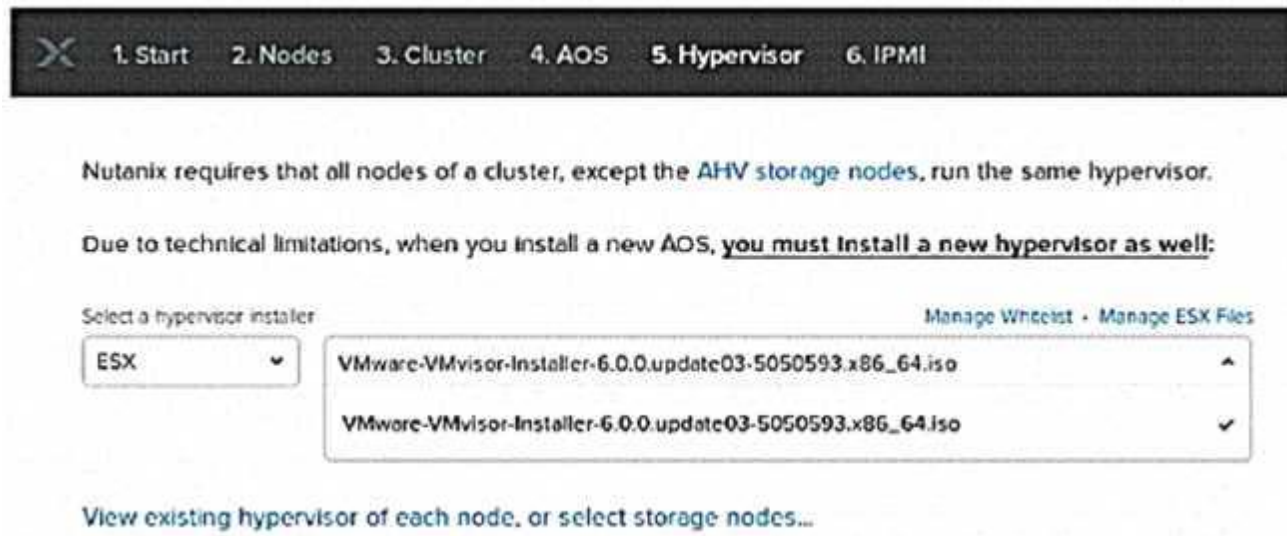 1. Start 2. Nodes 3. Cluster 4. AOS 5. Hypervisor 6. IPMI
Nutanix requires that all nodes of a cluster, except the AHV storage nodes, run the same hypervisor.
Due to technical limitations, when you install a new AOS, you must install a new hypervisor as well:
Select a hypervisor installer
Manage Whitelist • Manage ESX Files
ESX
VMware-VMvisor-Installer-6.0.0.update03-5050593.x86_64.iso
VMware-VMvisor-Installer-6.0.0.update03-5050593.x86_64.iso
View existing hypervisor of each node, or select storage nodes...